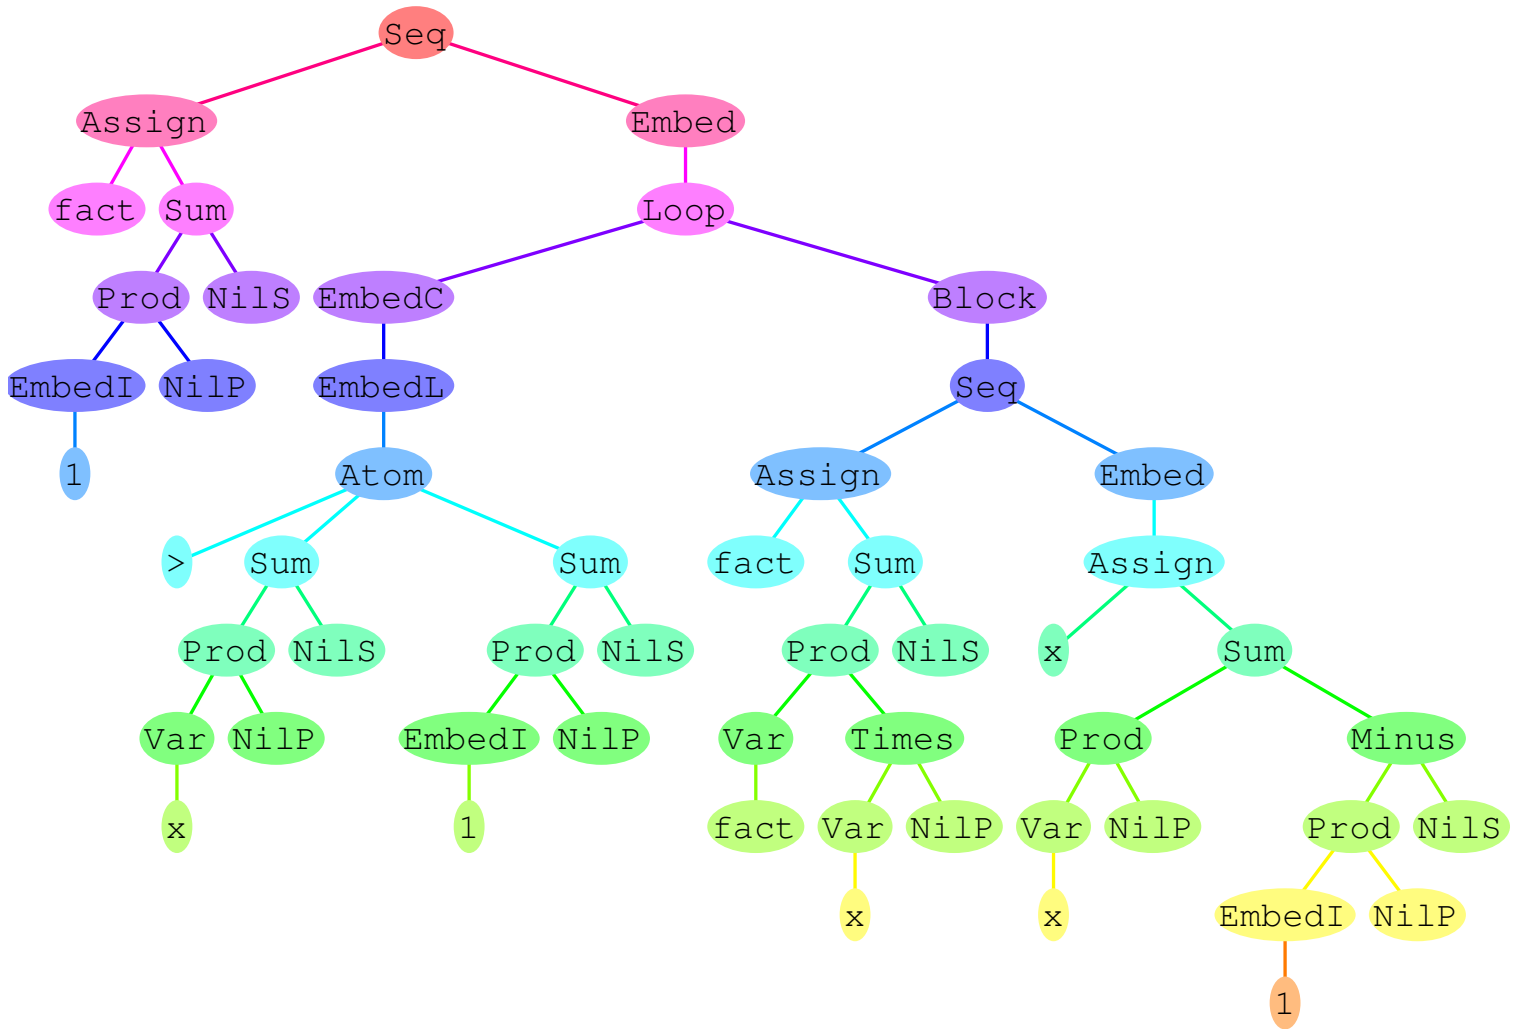 Seq
Assign Embed
fact Sum Loop
Prod NilS EmbedC Block
EmbedI NilP EmbedL Seq
1 Atom Assign Embed
> Sum Sum fact Sum Assign
Prod NilS Prod NilS Prod NilS x Sum
Var NilP EmbedI NilP Var Times Prod Minus
x 1 fact Var NilP Var NilP Prod NilS
x x EmbedI NilP
1